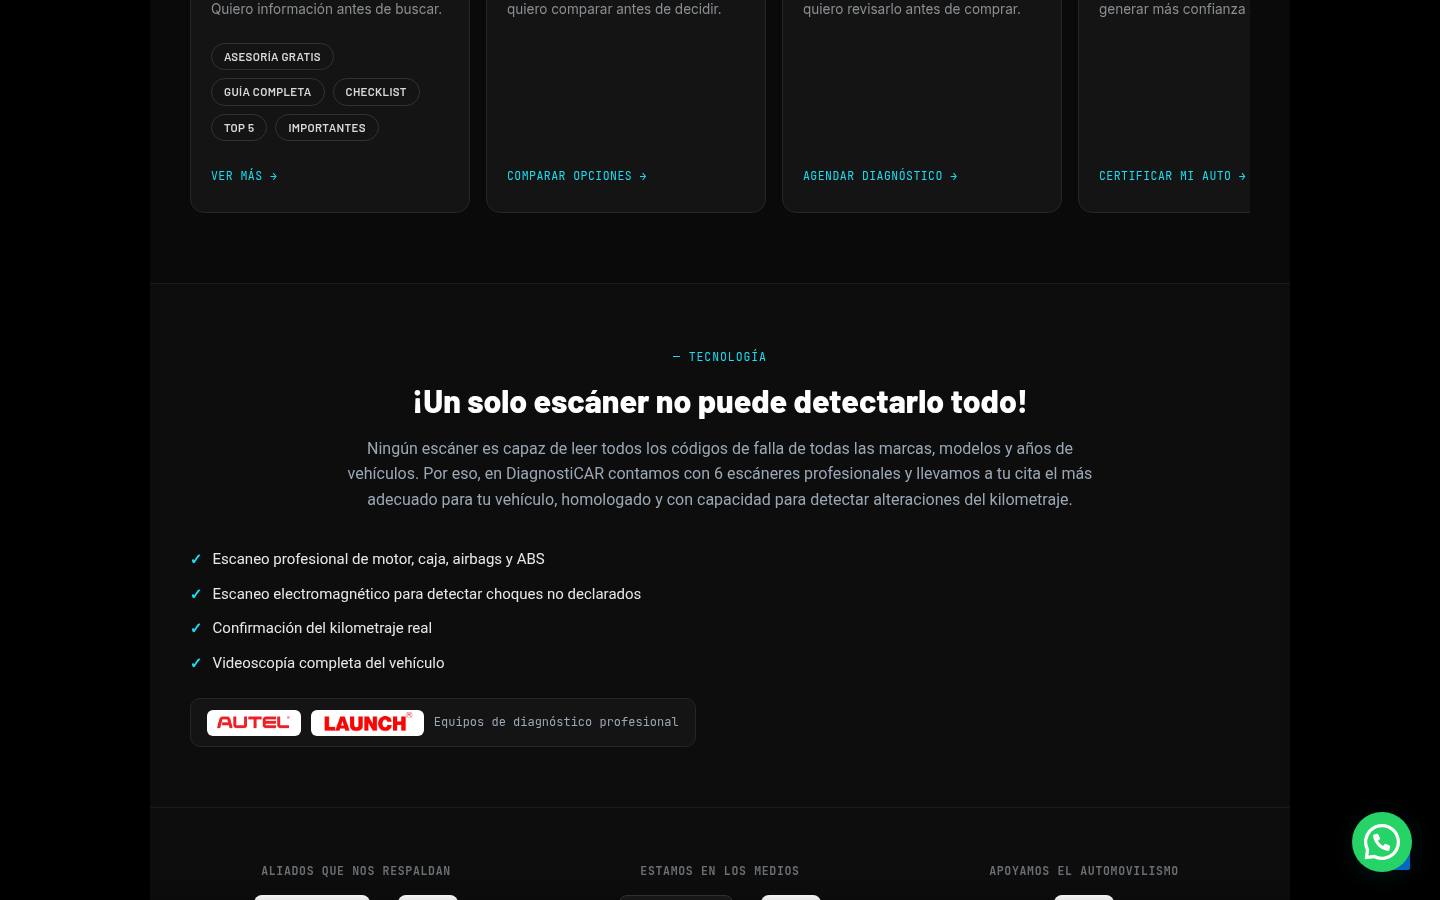 Quiero información antes de buscar.
quiero comparar antes de decidir.
quiero revisarlo antes de comprar.
generar más confianza
ASESORÍA GRATIS
GUÍA COMPLETA
CHECKLIST
TOP 5
IMPORTANTES
VER MÁS →
COMPARAR OPCIONES →
AGENDAR DIAGNÓSTICO →
CERTIFICAR MI AUTO →
— TECNOLOGÍA
¡Un solo escáner no puede detectarlo todo!
Ningún escáner es capaz de leer todos los códigos de falla de todas las marcas, modelos y años de
vehículos. Por eso, en DiagnostiCAR contamos con 6 escáneres profesionales y llevamos a tu cita el más
adecuado para tu vehículo, homologado y con capacidad para detectar alteraciones del kilometraje.
✓ Escaneo profesional de motor, caja, airbags y ABS
✓ Escaneo electromagnético para detectar choques no declarados
✓ Confirmación del kilometraje real
✓ Videoscopía completa del vehículo
AUTEL LAUNCH® Equipos de diagnóstico profesional
ALIADOS QUE NOS RESPALDAN
ESTAMOS EN LOS MEDIOS
APOYAMOS EL AUTOMOVILISMO